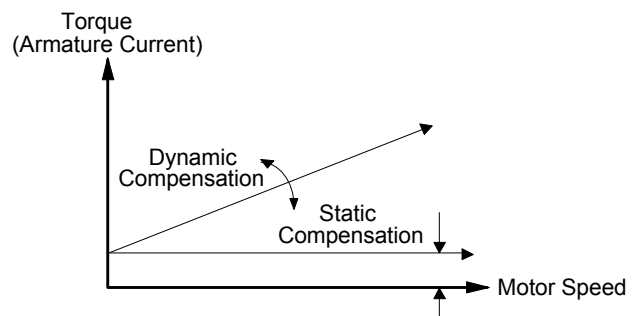 Torque
(Armature Current)
Dynamic
Compensation
Static
Compensation
Motor Speed